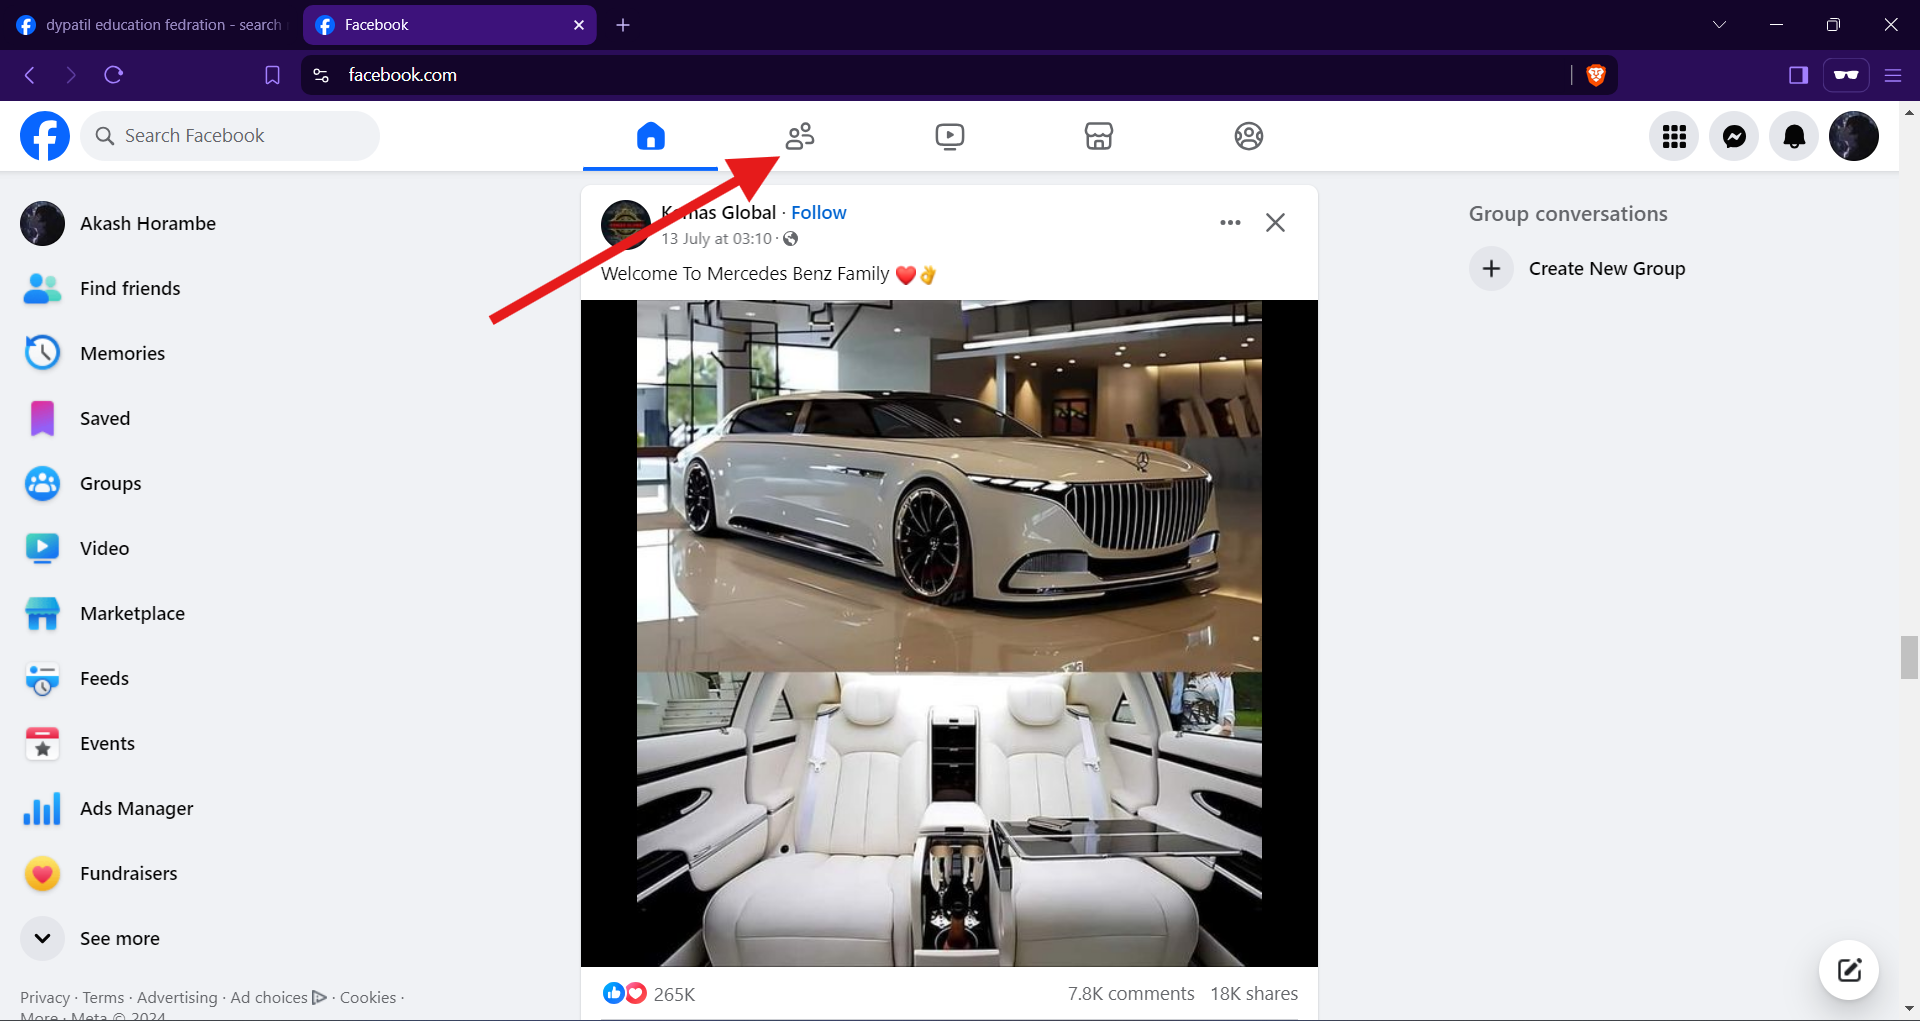 dypatil education fedration - search
Facebook
facebook.com
Search Facebook
Akash Horambe
Find friends
Memories
Saved
Groups
Video
Marketplace
Feeds
Events
Ads Manager
Fundraisers
See more
Privacy · Terms · Advertising · Ad choices · Cookies ·
More · Meta © 2024
Global · Follow
13 July at 03:10 ·
Welcome To Mercedes Benz Family ❤️👌
265K
7.8K comments 18K shares
Group conversations
Create New Group